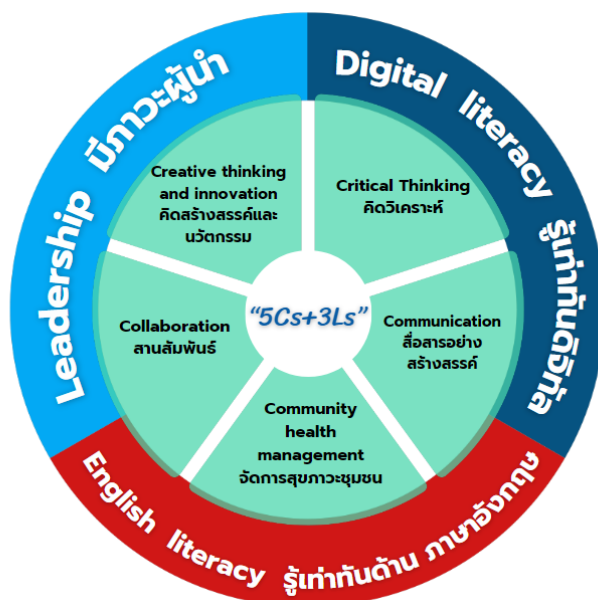 Leadership มีภาวะผู้นำ
Digital literacy รู้เท่าทันดิจิทัล
Creative thinking
and innovation
คิดสร้างสรรค์และ
นวัตกรรม
Critical Thinking
คิดวิเคราะห์
Collaboration
สานสัมพันธ์
"5Cs+3Ls"
Communication
สื่อสารอย่าง
สร้างสรรค์
Community
health
management
จัดการสุขภาวะชุมชน
English literacy รู้เท่าทันด้าน ภาษาอังกฤษ